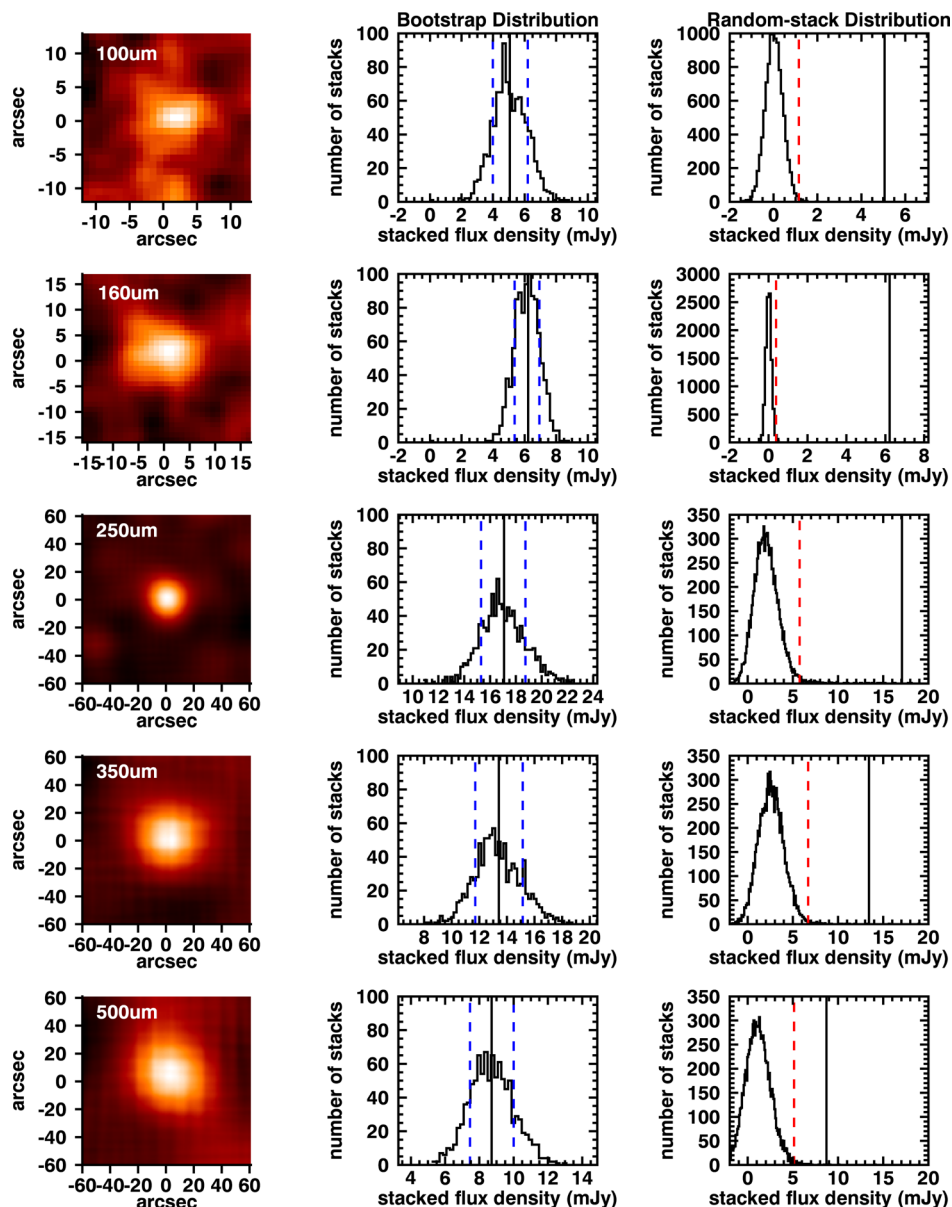 Bootstrap Distribution
Random-stack Distribution
100um
arcsec
10
5
0
-5
-10
-10 -5 0 5 10
arcsec
number of stacks
100
80
60
40
20
0
-2 0 2 4 6 8 10
stacked flux density (mJy)
number of stacks
1000
800
600
400
200
0
-2 0 2 4 6
stacked flux density (mJy)
160um
arcsec
15
10
5
0
-5
-10
-15
-15 -10 -5 0 5 10 15
arcsec
number of stacks
100
80
60
40
20
0
-2 0 2 4 6 8 10
stacked flux density (mJy)
number of stacks
3000
2500
2000
1500
1000
500
0
-2 0 2 4 6 8
stacked flux density (mJy)
250um
arcsec
60
40
20
0
-20
-40
-60
-60 -40 -20 0 20 40 60
arcsec
number of stacks
100
80
60
40
20
0
10 12 14 16 18 20 22 24
stacked flux density (mJy)
number of stacks
350
300
250
200
150
100
50
0
0 5 10 15 20
stacked flux density (mJy)
350um
arcsec
60
40
20
0
-20
-40
-60
-60 -40 -20 0 20 40 60
arcsec
number of stacks
100
80
60
40
20
0
8 10 12 14 16 18 20
stacked flux density (mJy)
number of stacks
350
300
250
200
150
100
50
0
0 5 10 15 20
stacked flux density (mJy)
500um
arcsec
60
40
20
0
-20
-40
-60
-60 -40 -20 0 20 40 60
arcsec
number of stacks
100
80
60
40
20
0
4 6 8 10 12 14
stacked flux density (mJy)
number of stacks
350
300
250
200
150
100
50
0
0 5 10 15 20
stacked flux density (mJy)